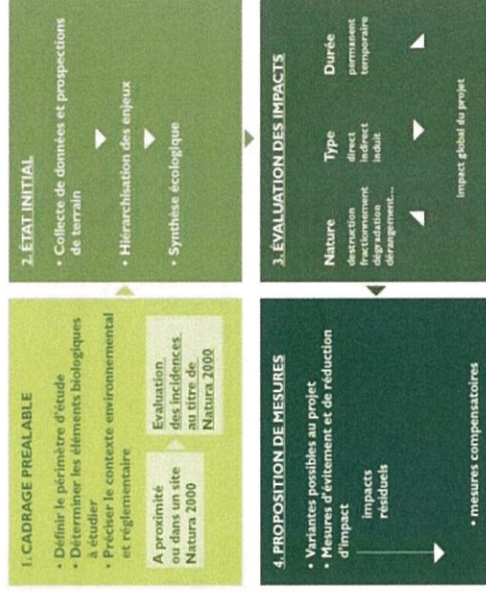 1. CADRAGE PREALABLE
• Définir le périmètre d'étude
• Déterminer les éléments biologiques
à étudier
• Préciser le contexte environnemental
et réglementaire
A proximité
ou dans un site
Natura 2000
Evaluation
des incidences
au titre de
Natura 2000
2. ÉTAT INITIAL
• Collecte de données et prospections
de terrain
• Hiérarchisation des enjeux
• Synthèse écologique
3. ÉVALUATION DES IMPACTS
Nature
destruction
fractionnement
dégradation
dérangement...
Type
direct
indirect
induit
Durée
permanent
temporaire
impact global du projet
4. PROPOSITION DE MESURES
• Variantes possibles au projet
• Mesures d'évitement et de réduction
d'impact
impacts
résiduels
• mesures compensatoires